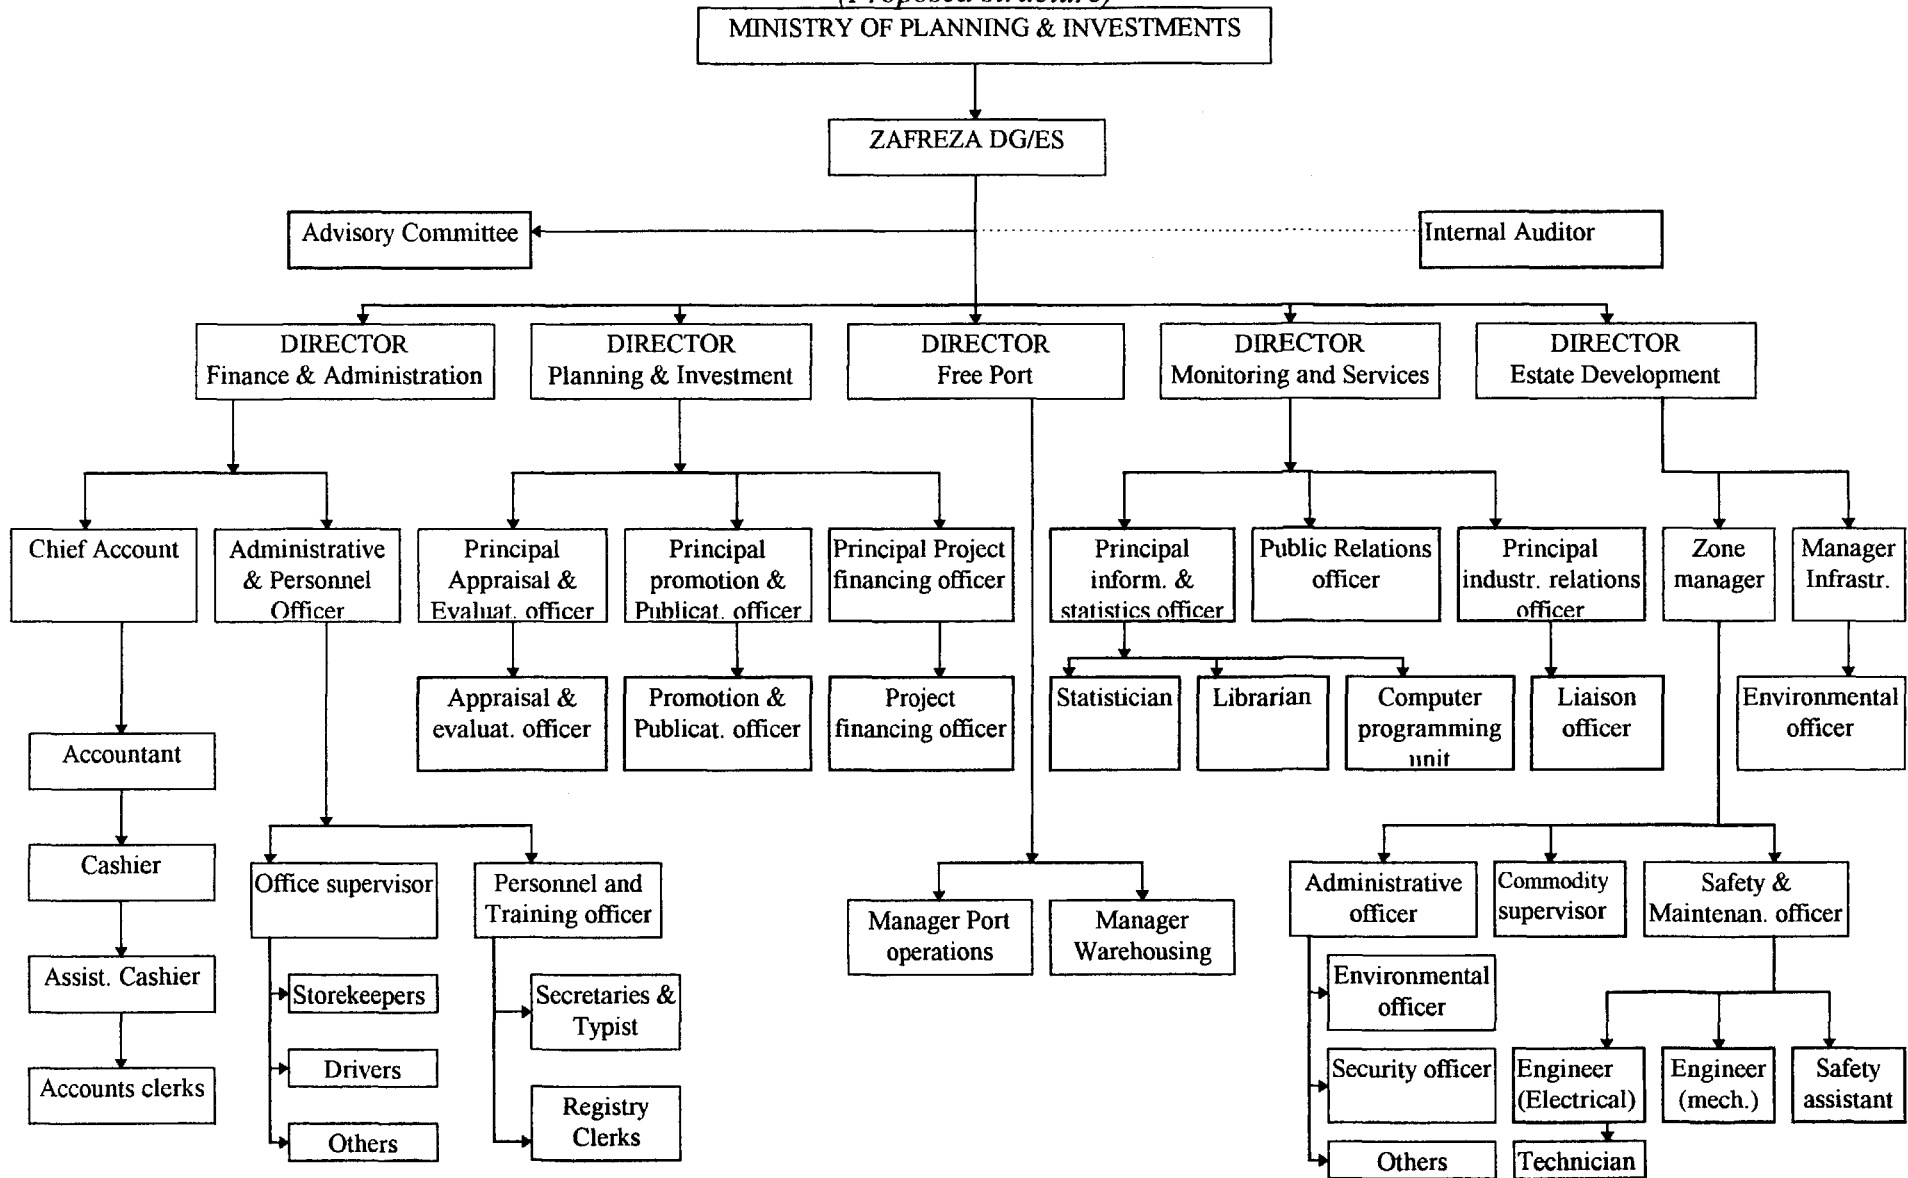 (Proposed structure)
MINISTRY OF PLANNING & INVESTMENTS
ZAFREZA DG/ES
Advisory Committee
Internal Auditor
DIRECTOR
Finance & Administration
DIRECTOR
Planning & Investment
DIRECTOR
Free Port
DIRECTOR
Monitoring and Services
DIRECTOR
Estate Development
Chief Account
Administrative
& Personnel
Officer
Principal
Appraisal &
Evaluat. officer
Principal
promotion &
Publicat. officer
Principal Project
financing officer
Principal
inform. &
statistics officer
Public Relations
officer
Principal
industr. relations
officer
Zone
manager
Manager
Infrastr.
Appraisal &
evaluat. officer
Promotion &
Publicat. officer
Project
financing officer
Statistician
Librarian
Computer
programming
unit
Liaison
officer
Environmental
officer
Accountant
Cashier
Assist. Cashier
Accounts clerks
Office supervisor
Storekeepers
Drivers
Others
Personnel and
Training officer
Secretaries &
Typist
Registry
Clerks
Manager Port
operations
Manager
Warehousing
Administrative
officer
Environmental
officer
Security officer
Others
Commodity
supervisor
Safety &
Maintenan. officer
Engineer
(Electrical)
Technician
Engineer
(mech.)
Safety
assistant